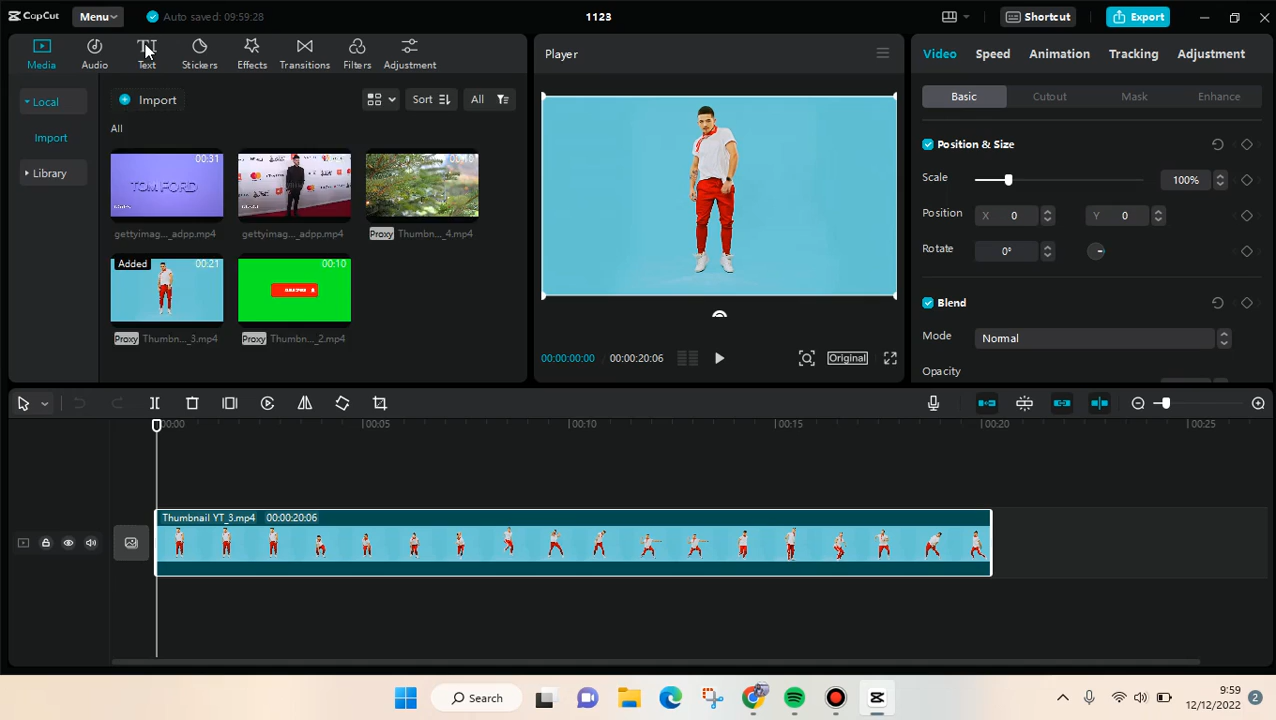 CapCut Menu Auto saved: 09:59:28 1123 Shortcut Export
Media Audio Text Stickers Effects Transitions Filters Adjustment
Player
Video Speed Animation Tracking Adjustment
Local Import Sort All
Basic Cutout Mask Enhance
Import
All
Library
00:31
TOM FORD
gettyimag..._adpp.mp4
gettyimag..._adpp.mp4
Proxy Thumbn..._4.mp4
Added 00:21
00:10
Proxy Thumbn..._3.mp4
Proxy Thumbn..._2.mp4
00:00:00:00 00:00:20:06 Original
Position & Size
Scale 100%
Position X 0 Y 0
Rotate 0°
Blend
Mode Normal
Opacity
00:00 00:05 00:10 00:15 00:20 00:25
Thumbnail YT_3.mp4 00:00:20:06
Search
9:59
12/12/2022
2